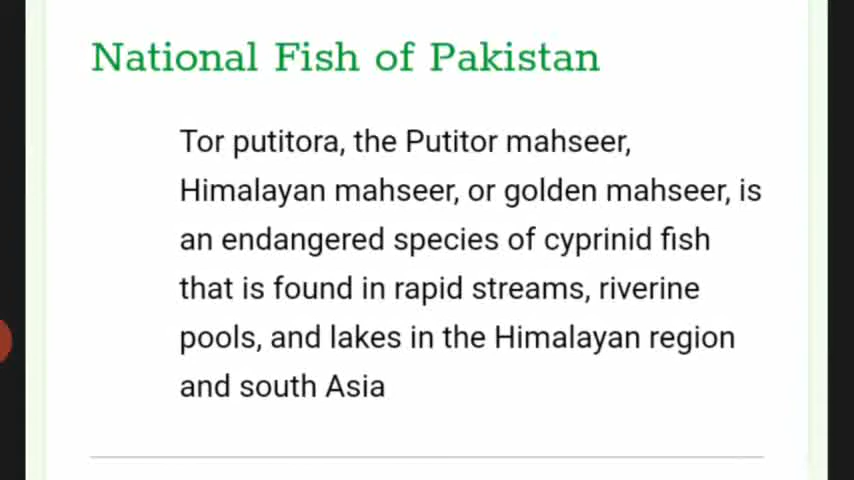 National Fish of Pakistan
Tor putitora, the Putitor mahseer,
Himalayan mahseer, or golden mahseer, is
an endangered species of cyprinid fish
that is found in rapid streams, riverine
pools, and lakes in the Himalayan region
and south Asia